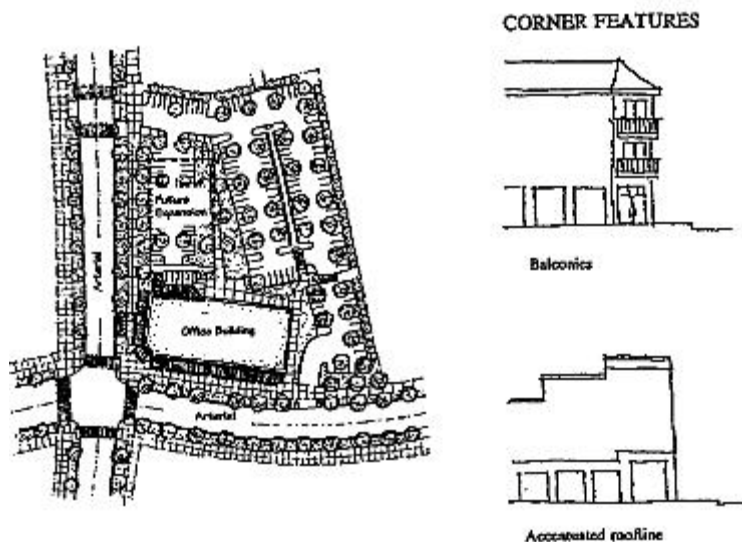 CORNER FEATURES
Future
Expansion
Arterial
Office Building
Arterial
Balconies
Accentuated roofline